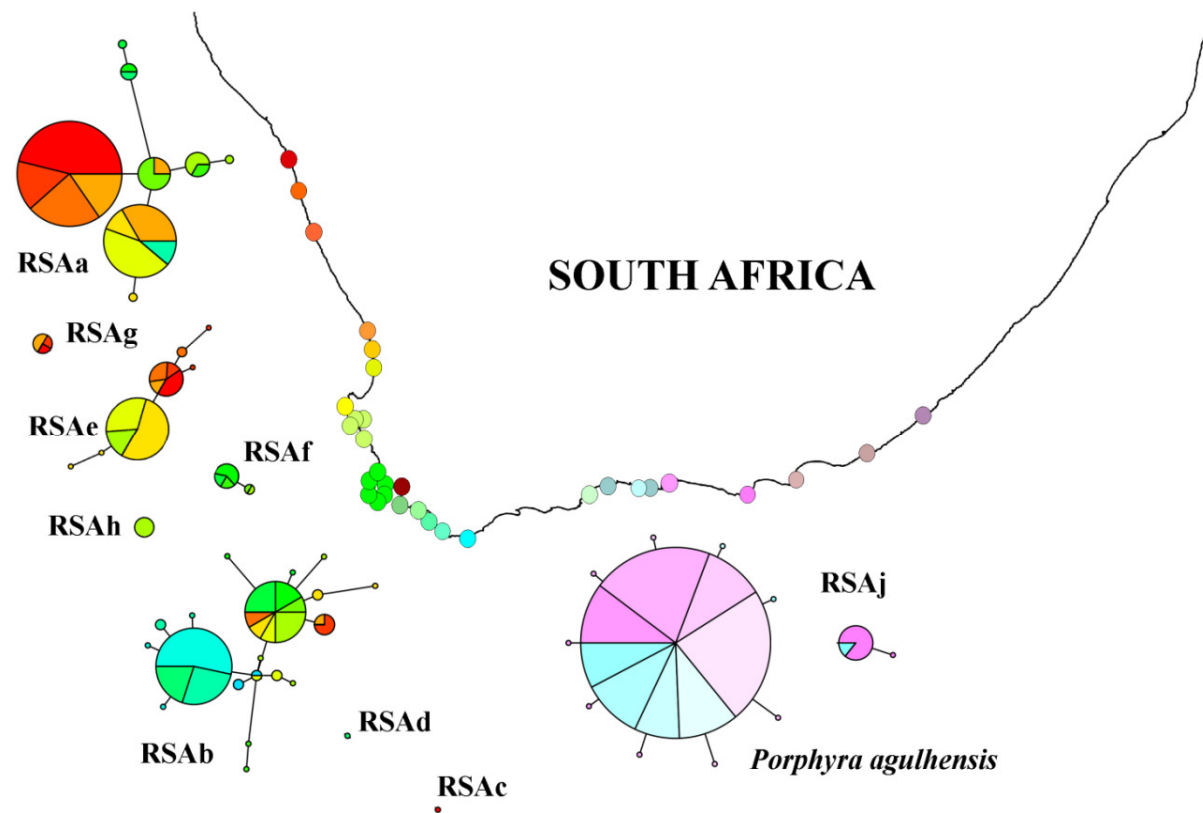 SOUTH AFRICA
RSAa
RSAg
RSAe
RSAf
RSAh
RSAb
RSAd
RSAc
RSAj
Porphyra agulhensis